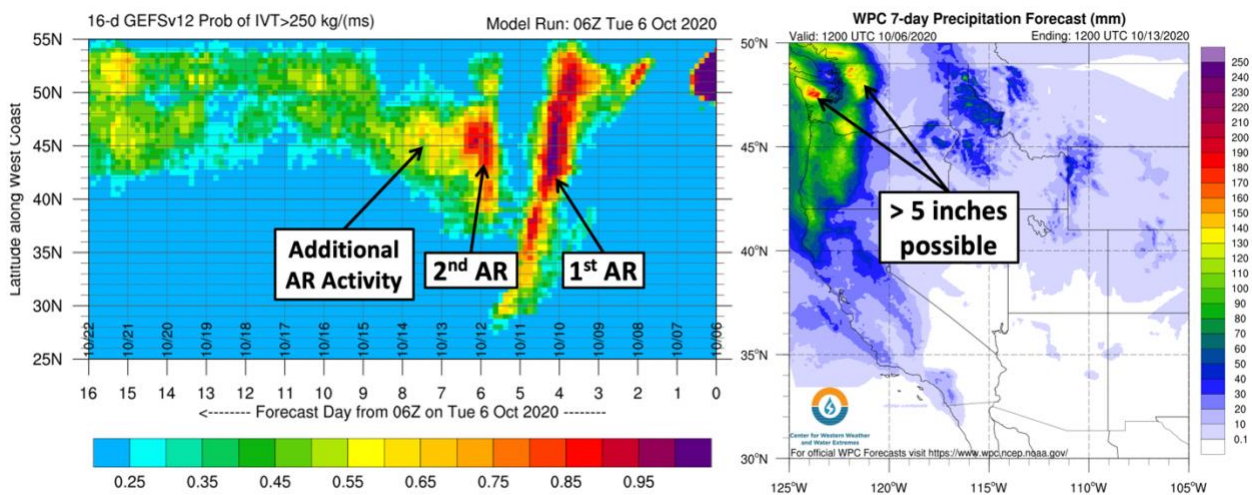 16-d GEFSv12 Prob of IVT>250 kg/(ms)
Model Run: 06Z Tue 6 Oct 2020
55N
50N
45N
40N
35N
30N
25N
Latitude along West Coast
Additional
AR Activity
2nd AR
1st AR
10/22
10/21
10/20
10/19
10/18
10/17
10/16
10/15
10/14
10/13
10/12
10/11
10/10
10/09
10/08
10/07
10/06
16 15 14 13 12 11 10 9 8 7 6 5 4 3 2 1 0
<-------- Forecast Day from 06Z on Tue 6 Oct 2020 --------
0.25 0.35 0.45 0.55 0.65 0.75 0.85 0.95
WPC 7-day Precipitation Forecast (mm)
Valid: 1200 UTC 10/06/2020
Ending: 1200 UTC 10/13/2020
50°N
45°N
40°N
35°N
30°N
> 5 inches
possible
Center for Western Weather
and Water Extremes
For official WPC Forecasts visit https://www.wpc.ncep.noaa.gov/
125°W 120°W 115°W 110°W 105°W
250
240
230
220
210
200
190
180
170
160
150
140
130
120
110
100
90
80
70
60
50
40
30
20
10
0.1